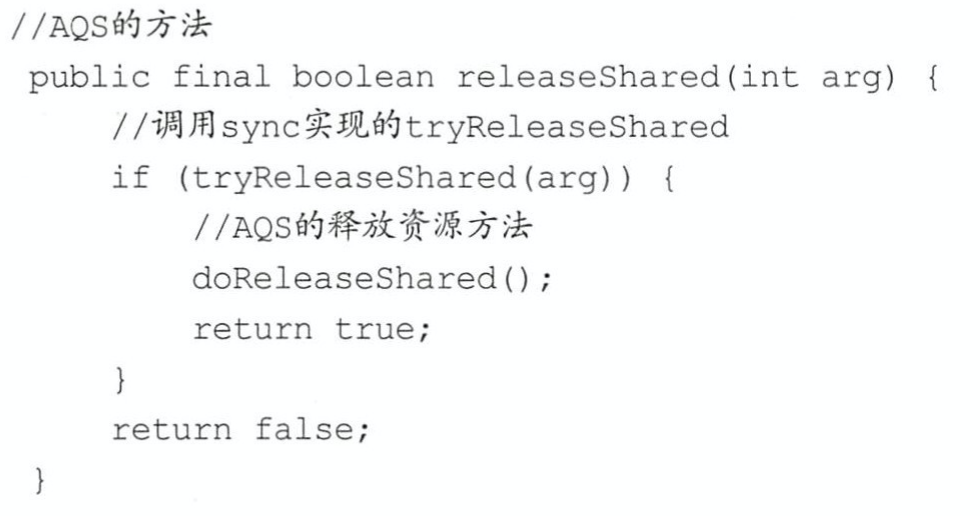 //AQS的方法
public final boolean releaseShared(int arg) {
//调用sync实现的tryReleaseShared
if (tryReleaseShared(arg)) {
//AQS的释放资源方法
doReleaseShared();
return true;
}
return false;
}